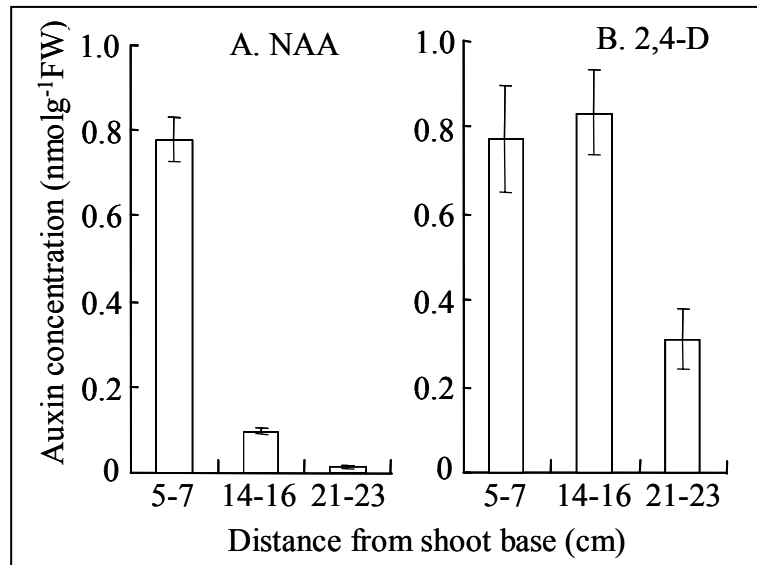 A. NAA
B. 2,4-D
Auxin concentration (nmolg⁻¹FW)
1.0
0.8
0.6
0.4
0.2
0
5-7 14-16 21-23
1.0
0.8
0.6
0.4
0.2
0
5-7 14-16 21-23
Distance from shoot base (cm)